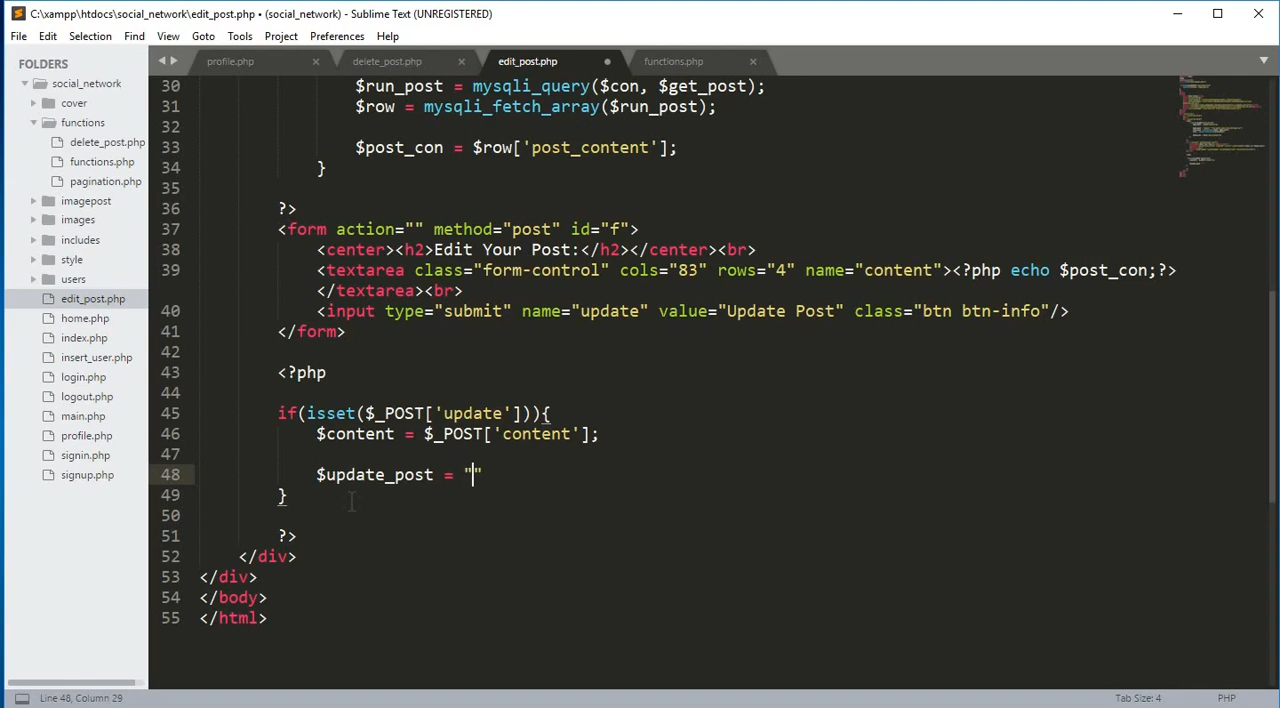 C:\xampp\htdocs\social_network\edit_post.php • (social_network) - Sublime Text (UNREGISTERED)
File Edit Selection Find View Goto Tools Project Preferences Help
FOLDERS
social_network
cover
functions
delete_post.php
functions.php
pagination.php
imagepost
images
includes
style
users
edit_post.php
home.php
index.php
insert_user.php
login.php
logout.php
main.php
profile.php
signin.php
signup.php
profile.php × delete_post.php × edit_post.php functions.php ×
30 $run_post = mysqli_query($con, $get_post);
31 $row = mysqli_fetch_array($run_post);
32
33 $post_con = $row['post_content'];
34 }
35
36 ?>
37 <form action="" method="post" id="f">
38 <center><h2>Edit Your Post:</h2></center><br>
39 <textarea class="form-control" cols="83" rows="4" name="content"><?php echo $post_con;?>
</textarea><br>
40 <input type="submit" name="update" value="Update Post" class="btn btn-info"/>
41 </form>
42
43 <?php
44
45 if(isset($_POST['update'])){
46 $content = $_POST['content'];
47
48 $update_post = ""
49 }
50
51 ?>
52 </div>
53 </div>
54 </body>
55 </html>
Line 48, Column 29 Tab Size: 4 PHP